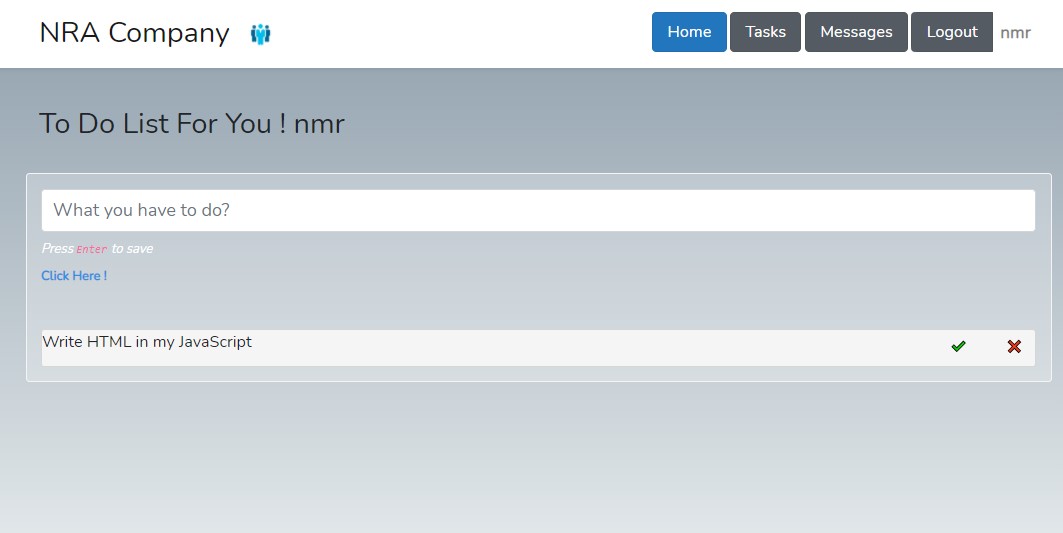 NRA Company
Home Tasks Messages Logout nmr
To Do List For You ! nmr
What you have to do?
Press Enter to save
Click Here !
Write HTML in my JavaScript